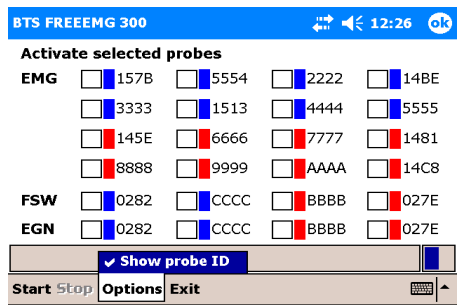 BTS FREEEMG 300 12:26 ok
Activate selected probes
EMG 157B 5554 2222 14BE
3333 1513 4444 5555
145E 6666 7777 1481
8888 9999 AAAA 14C8
FSW 0282 CCCC BBBB 027E
EGN 0282 CCCC BBBB 027E
Show probe ID
Start Stop Options Exit